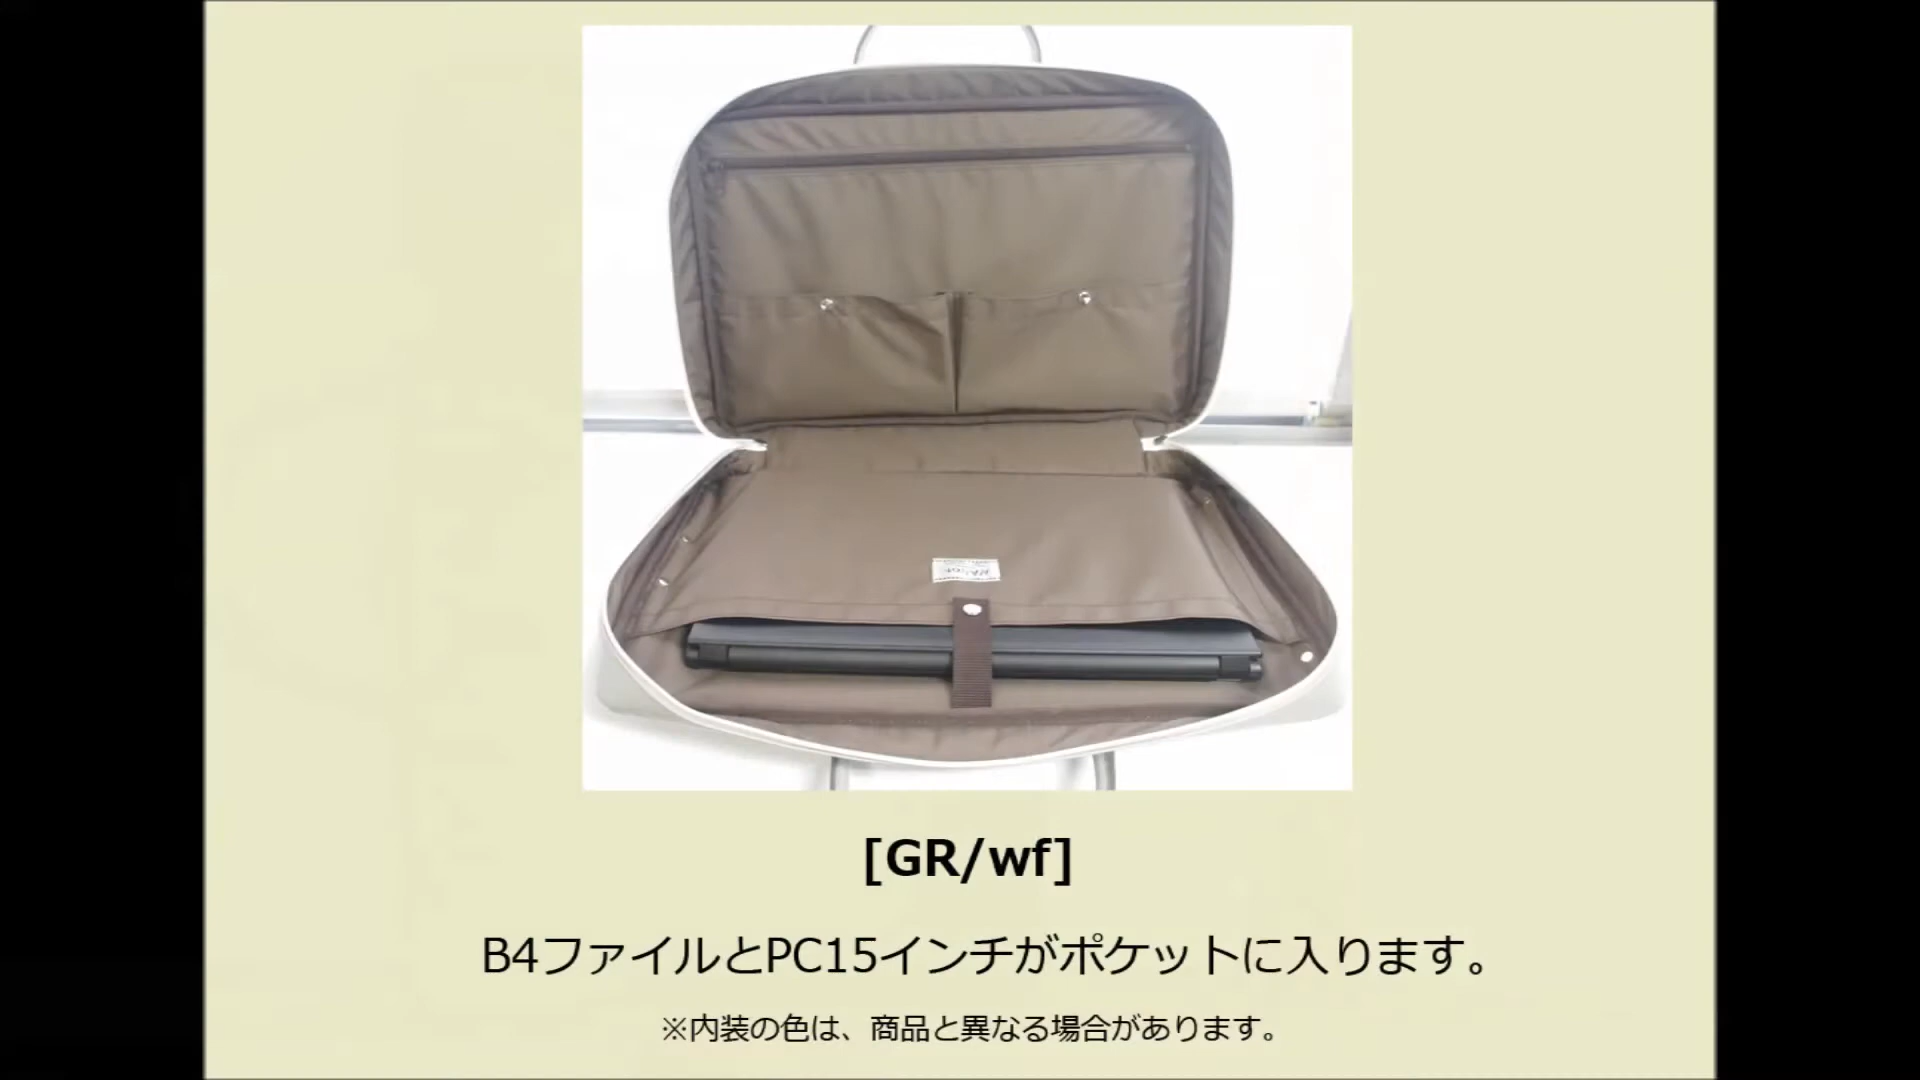 [GR/wf]
B4ファイルとPC15インチがポケットに入ります。
※内装の色は、商品と異なる場合があります。